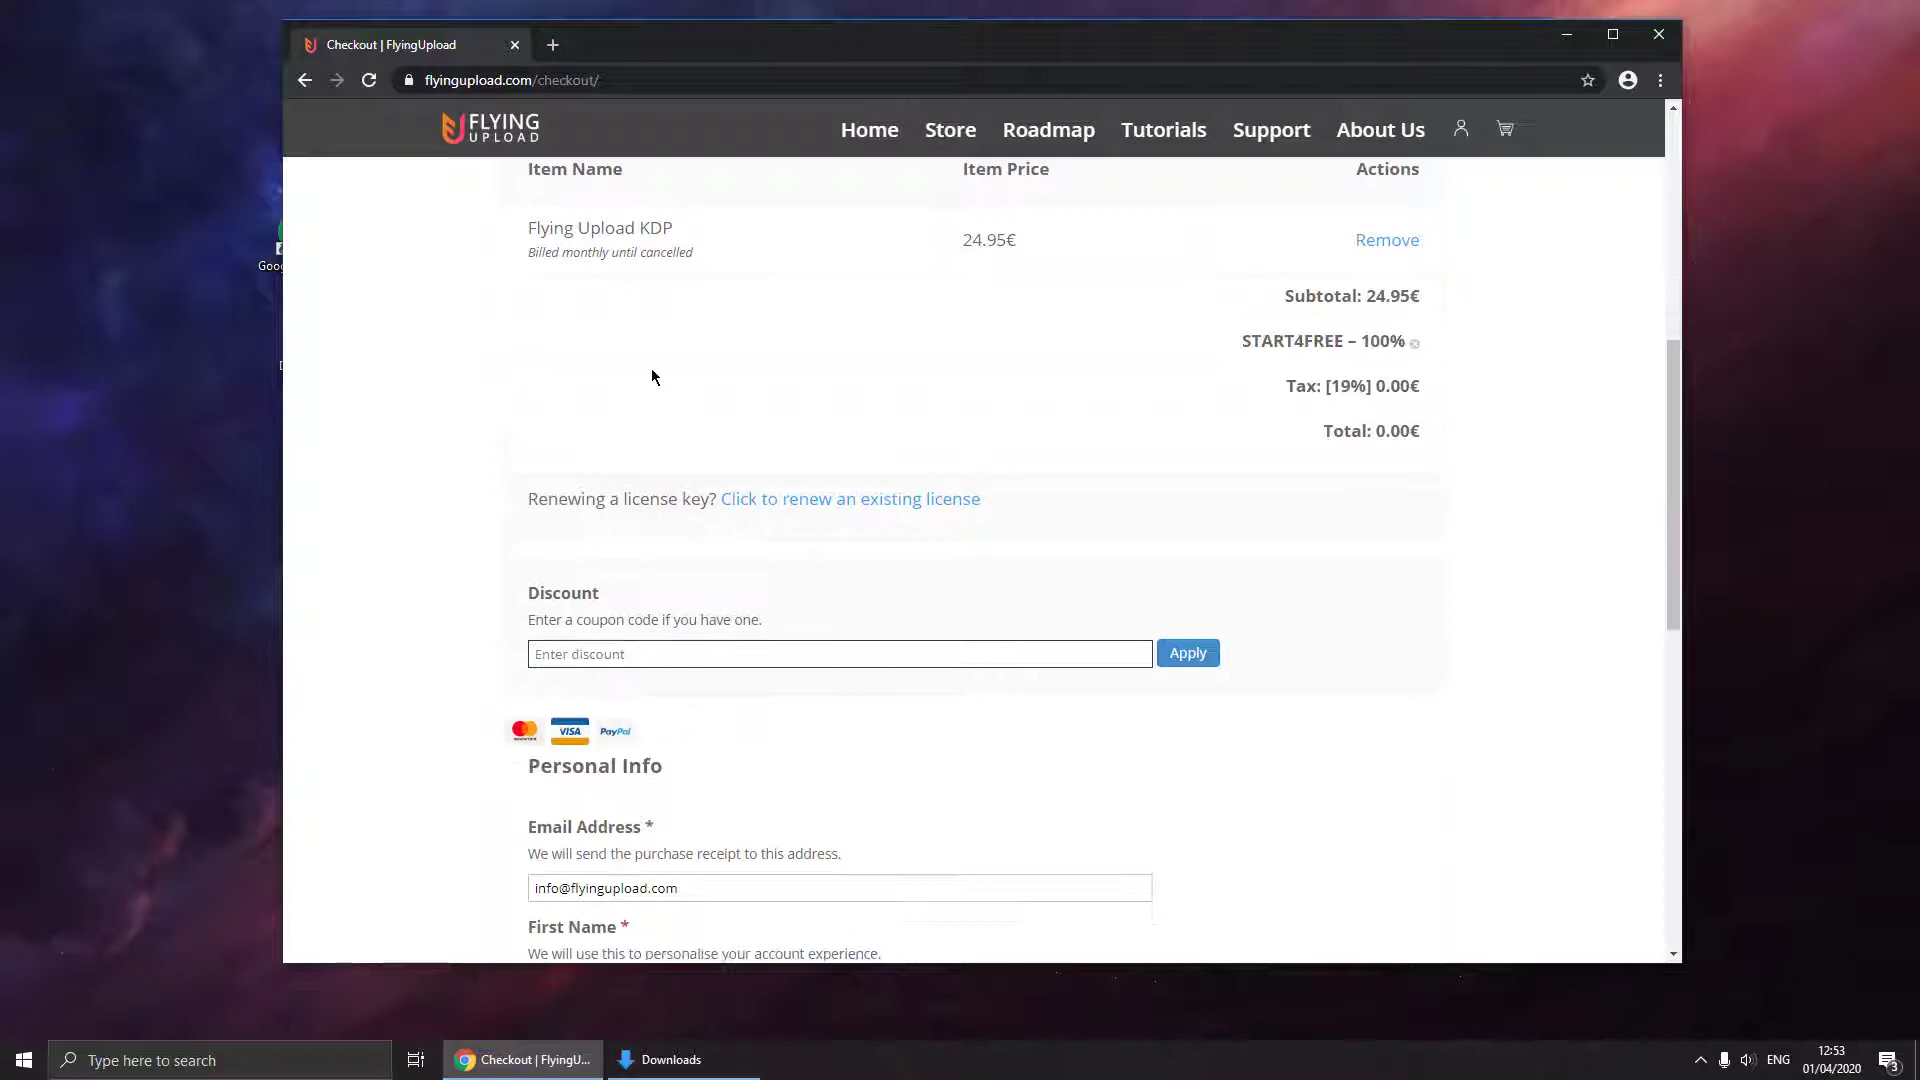 Checkout | FlyingUpload
flyingupload.com/checkout/
FLYING
UPLOAD
Home
Store
Roadmap
Tutorials
Support
About Us
Item Name
Item Price
Actions
Flying Upload KDP
Billed monthly until cancelled
24.95€
Remove
Subtotal: 24.95€
START4FREE – 100%
Tax: [19%] 0.00€
Total: 0.00€
Goo
Renewing a license key? Click to renew an existing license
Discount
Enter a coupon code if you have one.
Enter discount
Apply
VISA
PayPal
Personal Info
Email Address *
We will send the purchase receipt to this address.
info@flyingupload.com
First Name *
We will use this to personalise your account experience.
Type here to search
Checkout | FlyingU...
Downloads
ENG
12:53
01/04/2020
3